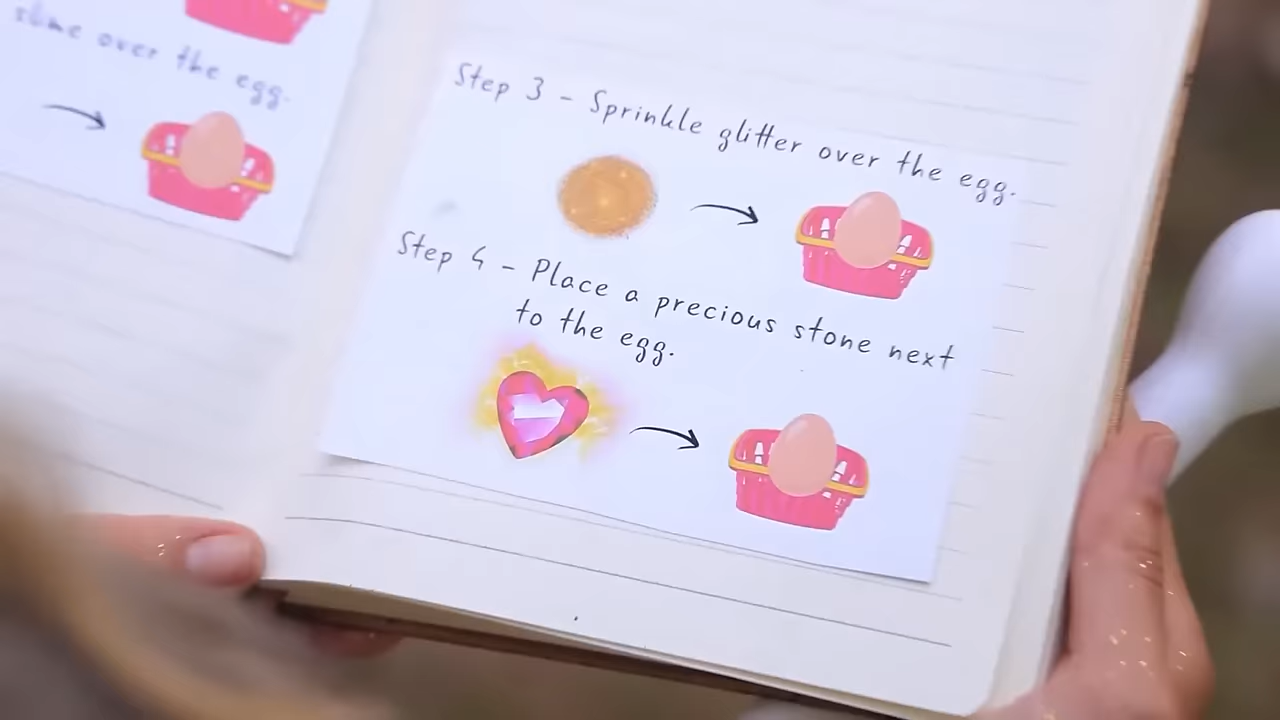 slime over the egg.
Step 3 - Sprinkle glitter over the egg.
Step 4 - Place a precious stone next
to the egg.